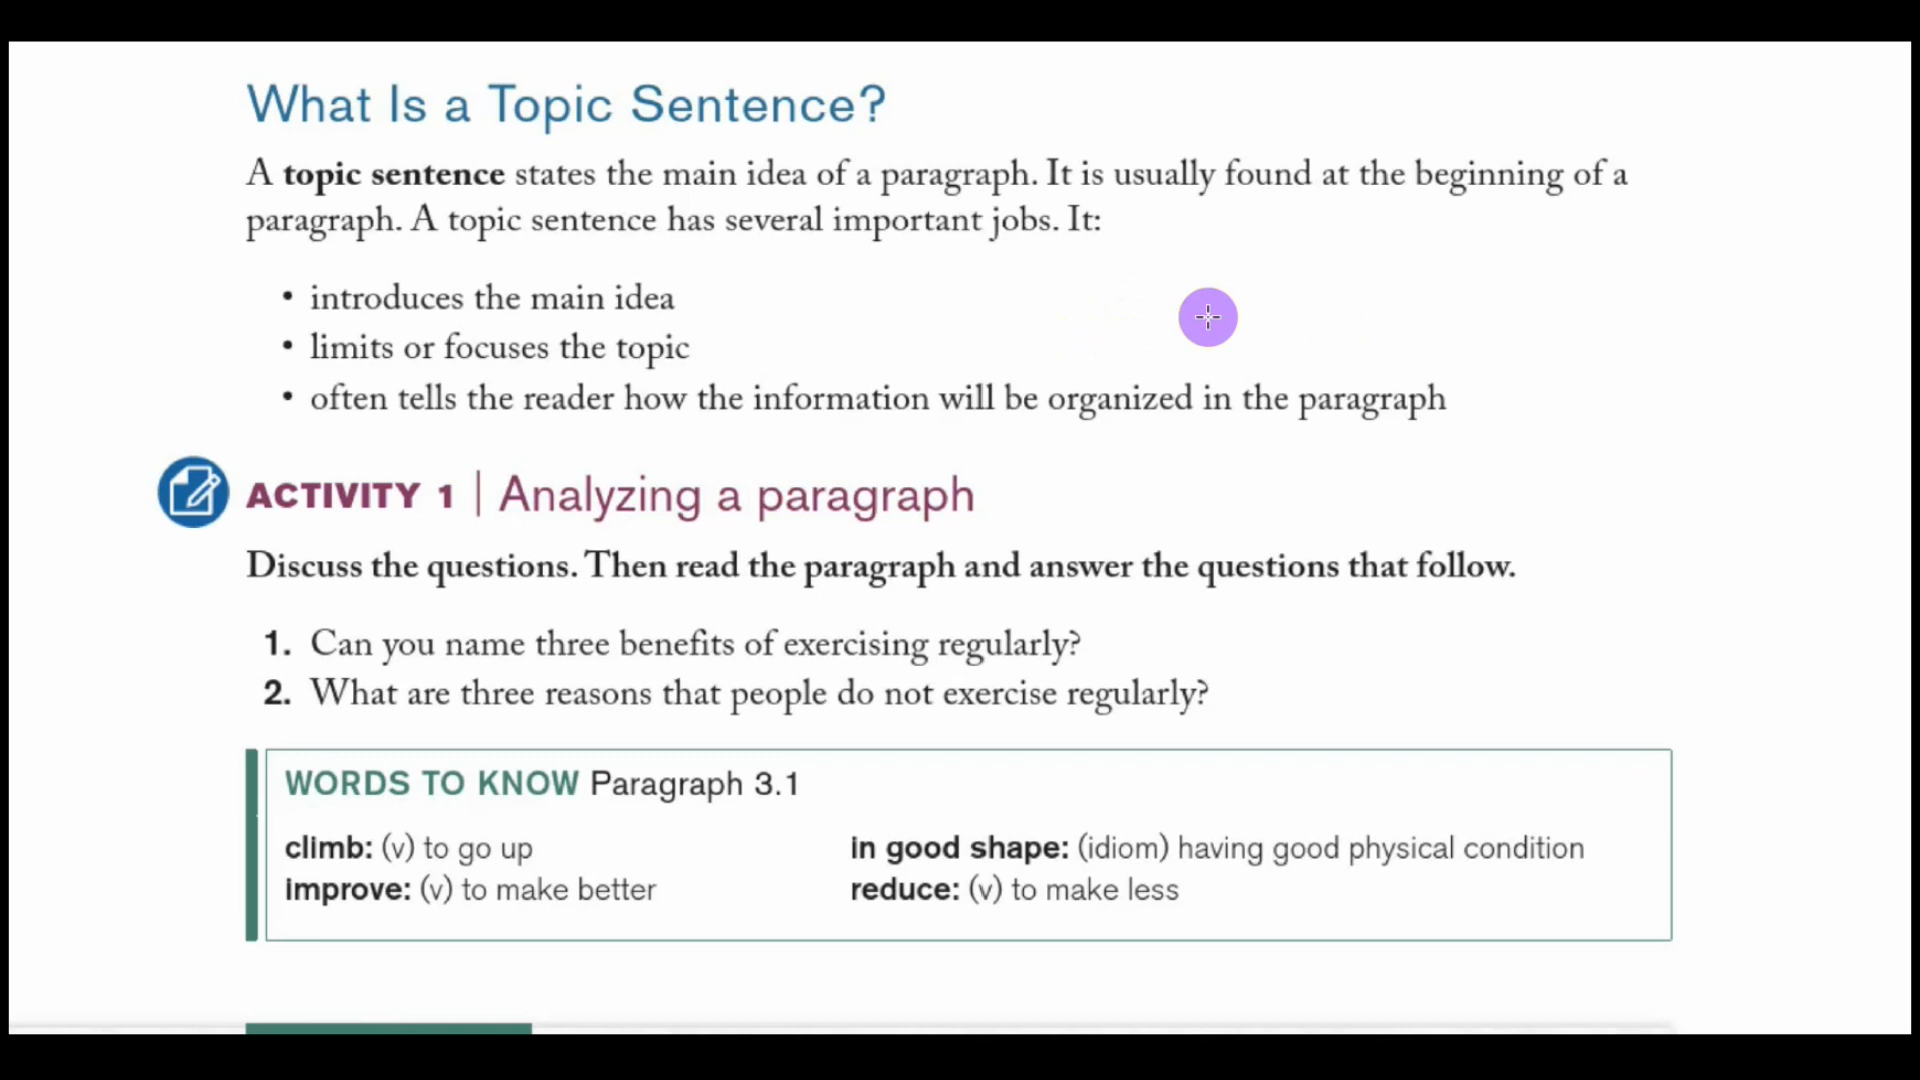 What Is a Topic Sentence?
A topic sentence states the main idea of a paragraph. It is usually found at the beginning of a
paragraph. A topic sentence has several important jobs. It:
• introduces the main idea
• limits or focuses the topic
• often tells the reader how the information will be organized in the paragraph
ACTIVITY 1 | Analyzing a paragraph
Discuss the questions. Then read the paragraph and answer the questions that follow.
1. Can you name three benefits of exercising regularly?
2. What are three reasons that people do not exercise regularly?
WORDS TO KNOW Paragraph 3.1
climb: (v) to go up
improve: (v) to make better
in good shape: (idiom) having good physical condition
reduce: (v) to make less